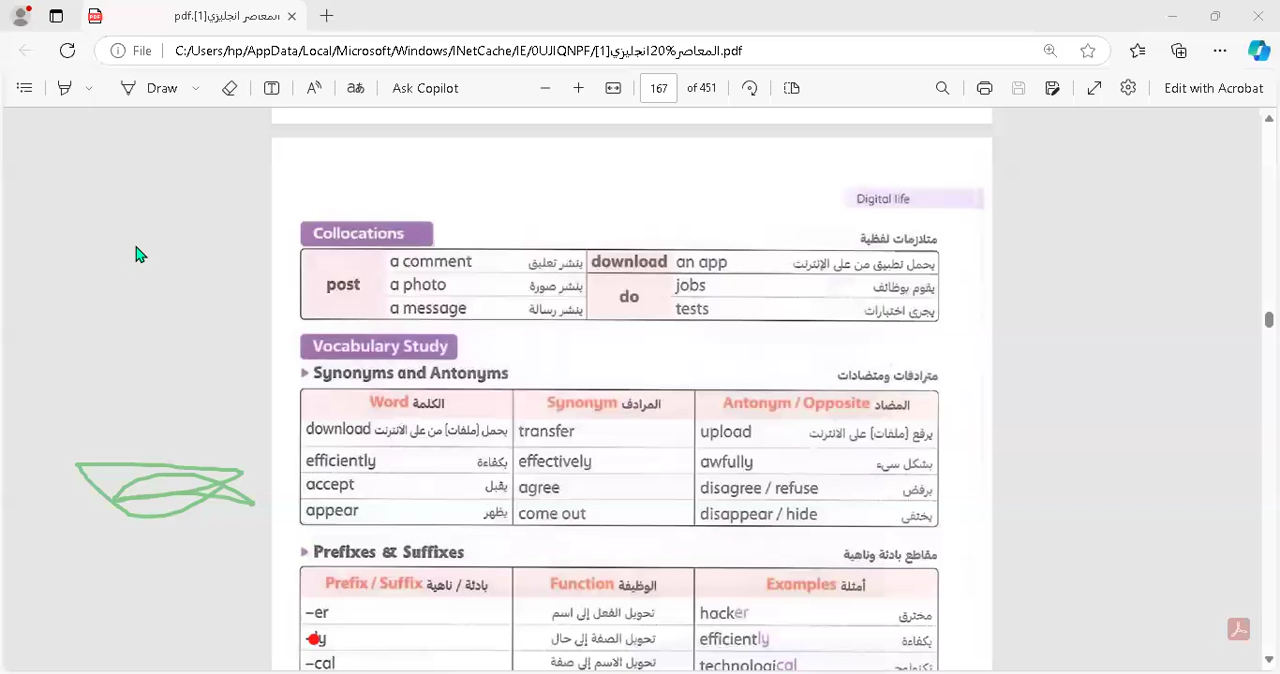 المعاصر انجليزي[1].pdf
File C:/Users/hp/AppData/Local/Microsoft/Windows/INetCache/IE/0UJIQNPF/المعاصر%20انجليزي[1].pdf
Draw Ask Copilot 167 of 451 Edit with Acrobat
Digital life
Collocations متلازمات لفظية
post a comment ينشر تعليق download an app يحمل تطبيق من على الإنترنت
a photo ينشر صورة do jobs يقوم بوظائف
a message ينشر رسالة tests يجرى اختبارات
Vocabulary Study
Synonyms and Antonyms مترادفات ومتضادات
Word الكلمة Synonym المرادف Antonym / Opposite المضاد
download يحمل (ملفات) من على الانترنت transfer upload يرفع (ملفات) على الانترنت
efficiently بكفاءة effectively awfully بشكل سىء
accept يقبل agree disagree / refuse يرفض
appear يظهر come out disappear / hide يختفى
Prefixes & Suffixes مقاطع بادئة وناهية
Prefix / Suffix بادئة / ناهية Function الوظيفة Examples أمثلة
–er تحويل الفعل إلى اسم hacker مخترق
–ly تحويل الصفة إلى حال efficiently بكفاءة
–cal تحويل الاسم إلى صفة technological